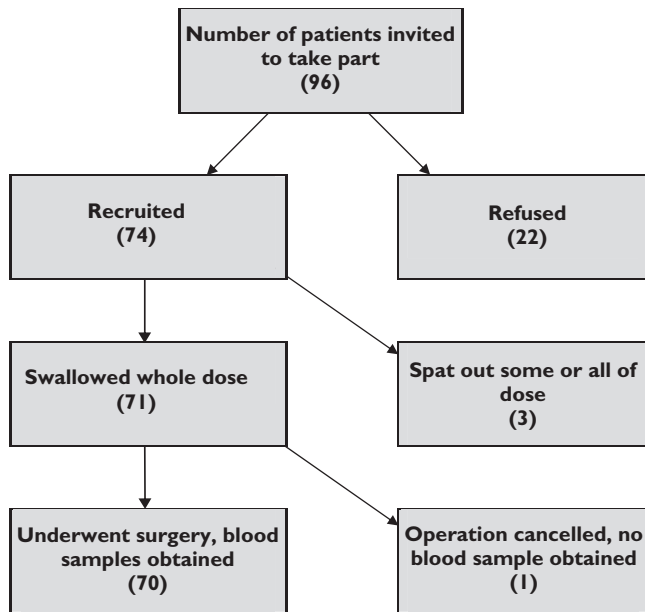 Number of patients invited
to take part
(96)
Recruited
(74)
Refused
(22)
Swallowed whole dose
(71)
Spat out some or all of
dose
(3)
Underwent surgery, blood
samples obtained
(70)
Operation cancelled, no
blood sample obtained
(1)